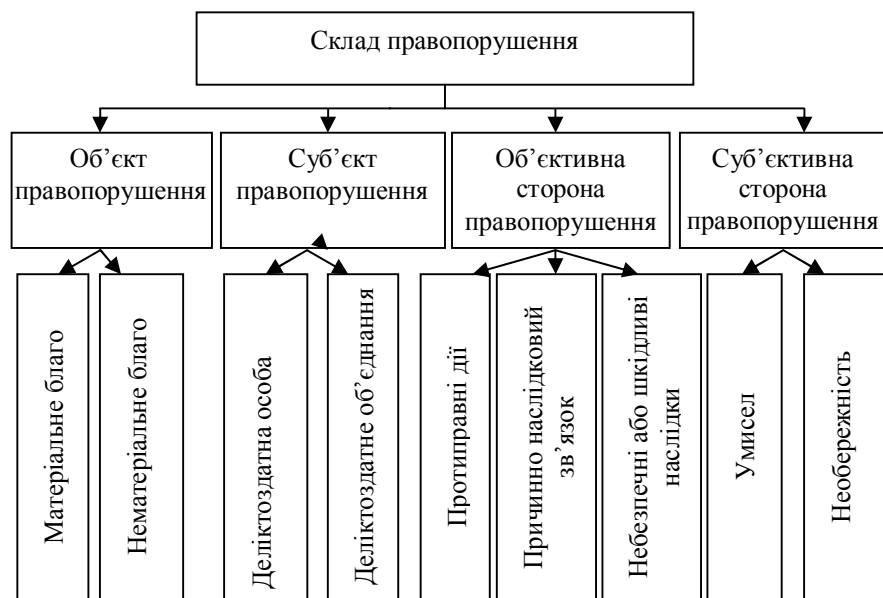 Склад правопорушення
Об’єкт
правопорушення
Суб’єкт
правопорушення
Об’єктивна
сторона
правопорушення
Суб’єктивна
сторона
правопорушення
Матеріальне благо
Нематеріальне благо
Деліктоздатна особа
Деліктоздатне об’єднання
Протиправні дії
Причинно наслідковий
зв’язок
Небезпечні або шкідливі
наслідки
Умисел
Необережність